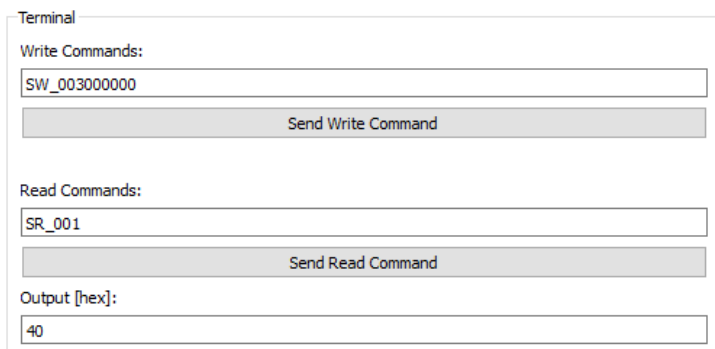 Terminal
Write Commands:
SW_003000000
Send Write Command
Read Commands:
SR_001
Send Read Command
Output [hex]:
40